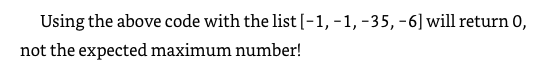 Using the above code with the list [-1, -1, -35, -6] will return 0,
not the expected maximum number!